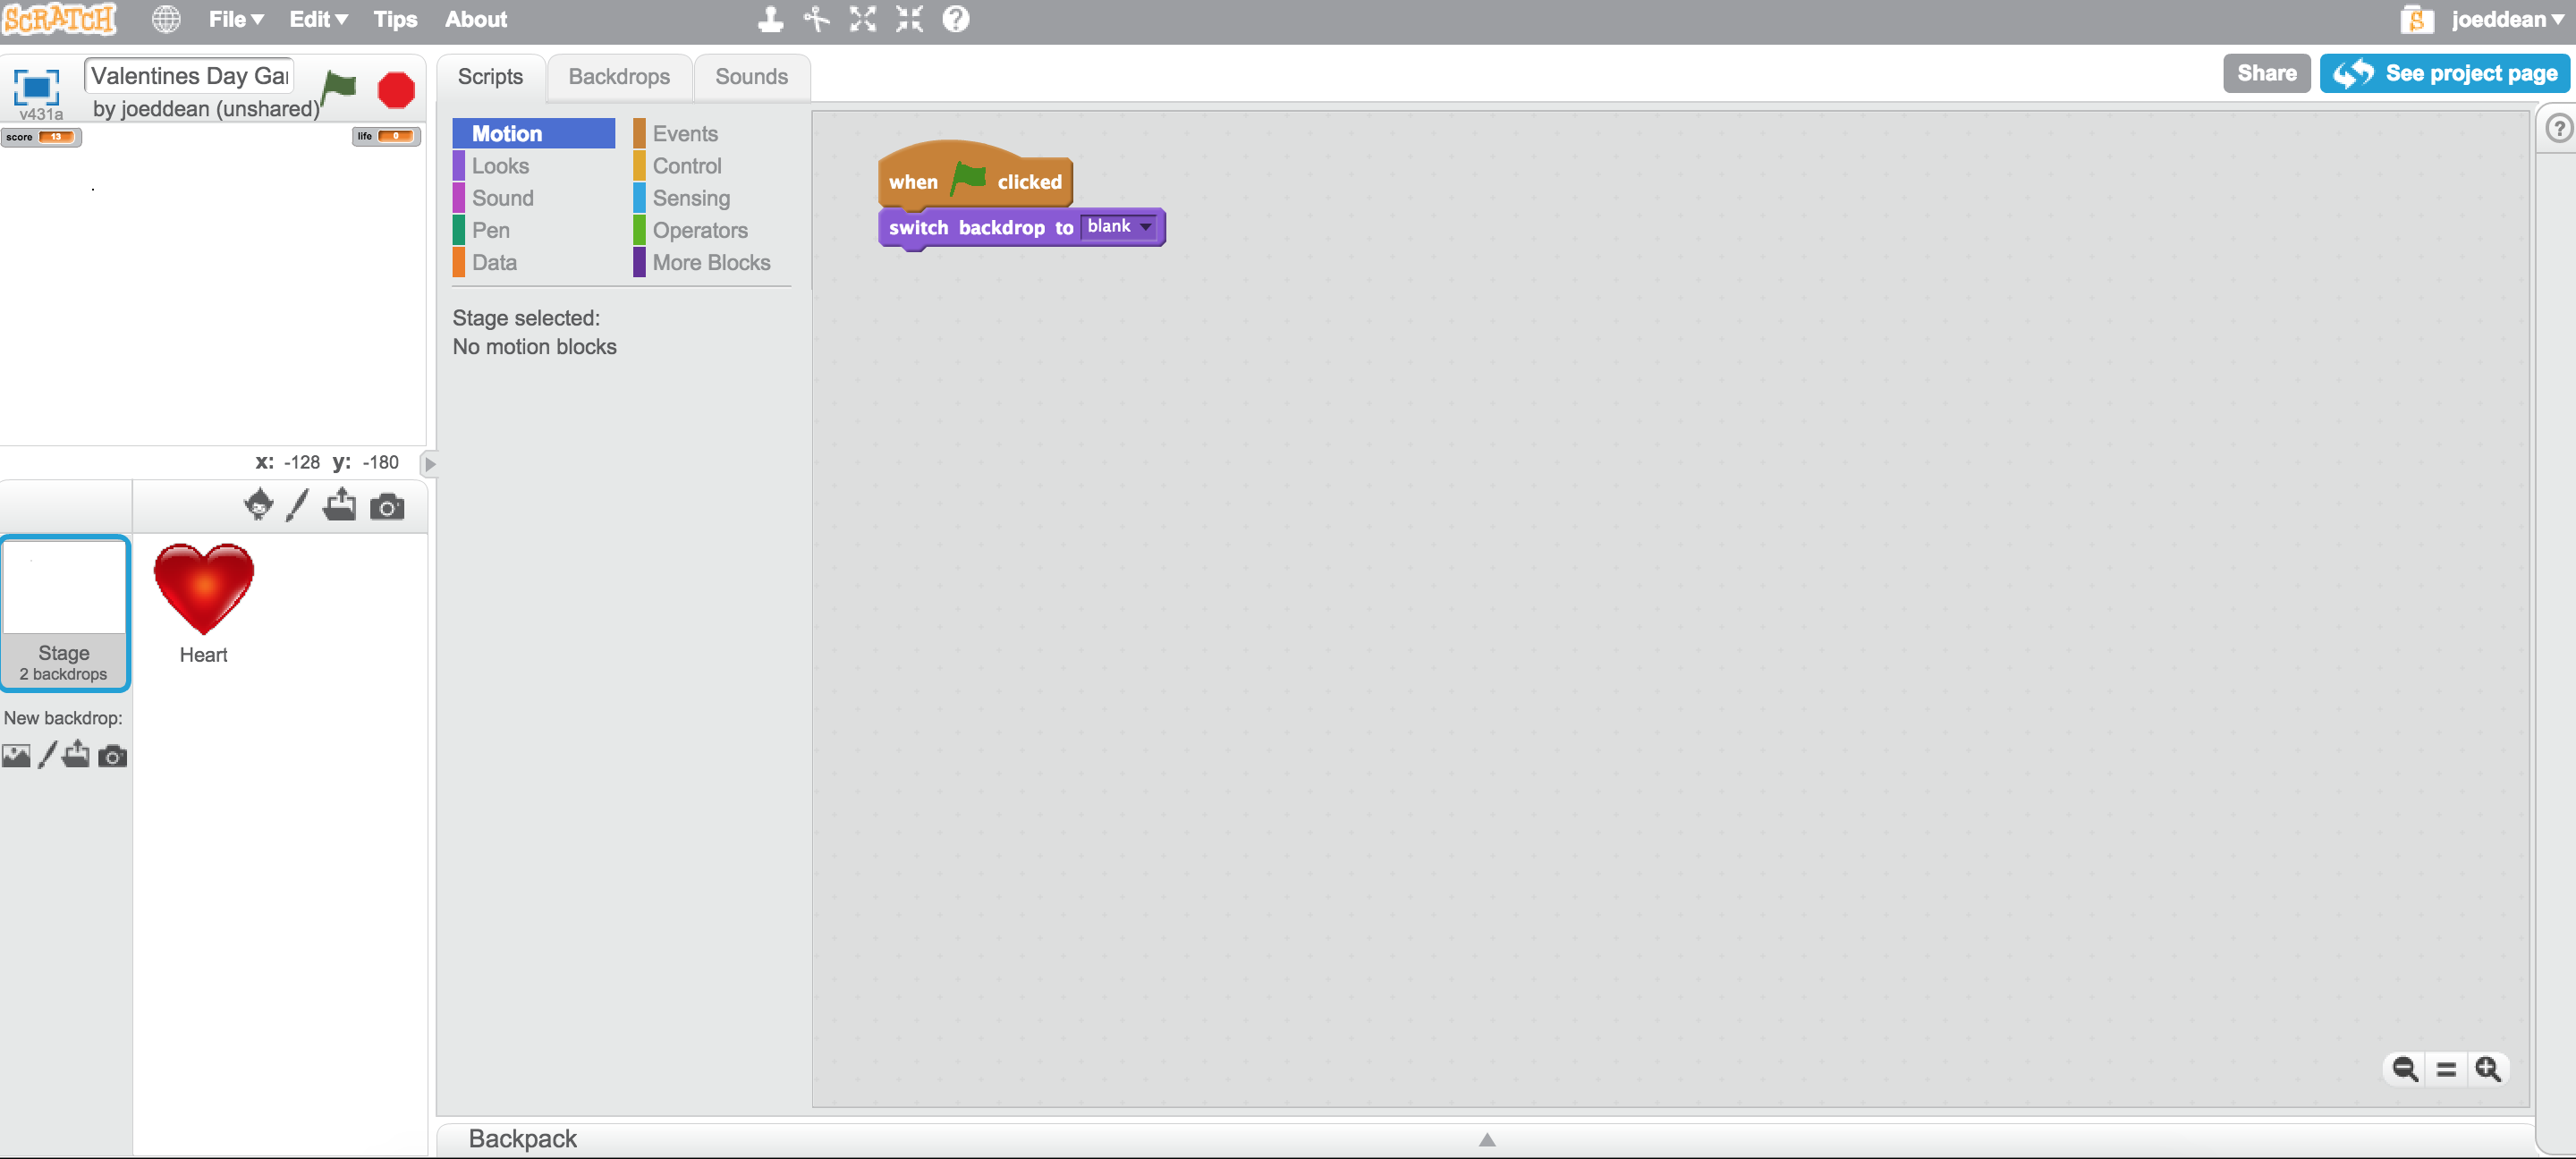 SCRATCH File Edit Tips About joeddean
Valentines Day Gar
by joeddean (unshared)
v431a
Scripts Backdrops Sounds
Share See project page
score 13 life 0
Motion Events
Looks Control
Sound Sensing
Pen Operators
Data More Blocks
Stage selected:
No motion blocks
when clicked
switch backdrop to blank
x: -128 y: -180
Stage
2 backdrops
Heart
New backdrop:
Backpack